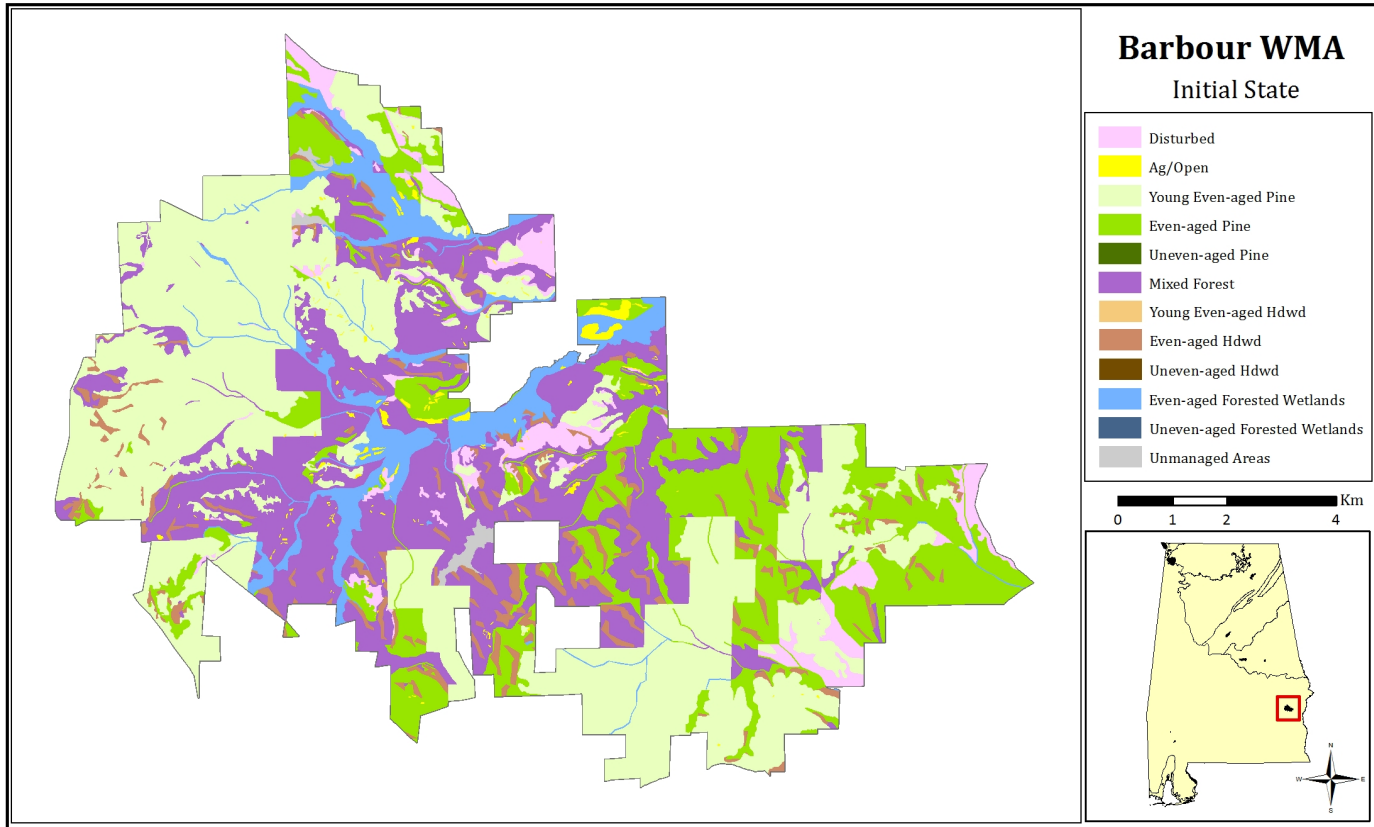 Barbour WMA
Initial State
Disturbed
Ag/Open
Young Even-aged Pine
Even-aged Pine
Uneven-aged Pine
Mixed Forest
Young Even-aged Hdwd
Even-aged Hdwd
Uneven-aged Hdwd
Even-aged Forested Wetlands
Uneven-aged Forested Wetlands
Unmanaged Areas
Km
0 1 2 4
N
W E
S